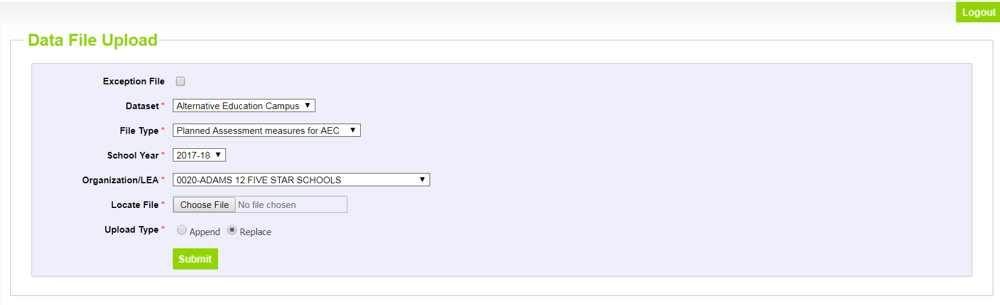 Logout
Data File Upload
Exception File
Dataset * Alternative Education Campus
File Type * Planned Assessment measures for AEC
School Year * 2017-18
Organization/LEA * 0020-ADAMS 12 FIVE STAR SCHOOLS
Locate File * Choose File No file chosen
Upload Type * Append Replace
Submit